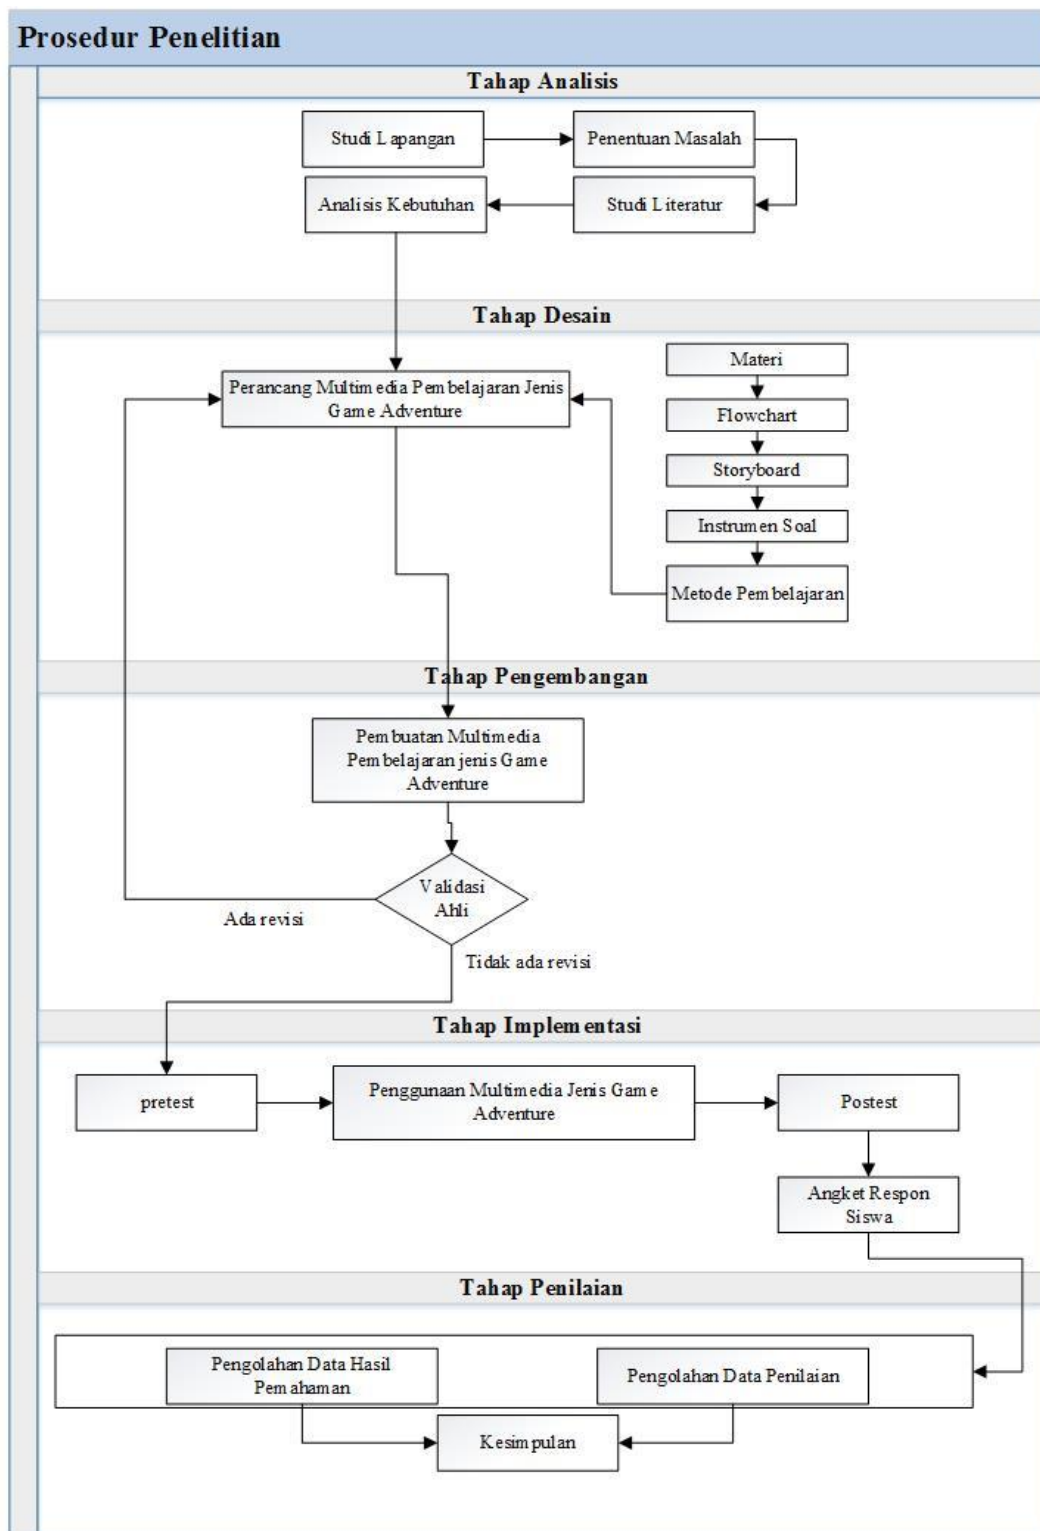 Prosedur Penelitian
Tahap Analisis
Studi Lapangan
Penentuan Masalah
Analisis Kebutuhan
Studi Literatur
Tahap Desain
Perancang Multimedia Pembelajaran Jenis
Game Adventure
Materi
Flowchart
Storyboard
Instrumen Soal
Metode Pembelajaran
Tahap Pengembangan
Pembuatan Multimedia
Pembelajaran jenis Game
Adventure
Validasi
Ahli
Ada revisi
Tidak ada revisi
Tahap Implementasi
pretest
Penggunaan Multimedia Jenis Game
Adventure
Postest
Angket Respon
Siswa
Tahap Penilaian
Pengolahan Data Hasil
Pemahaman
Pengolahan Data Penilaian
Kesimpulan